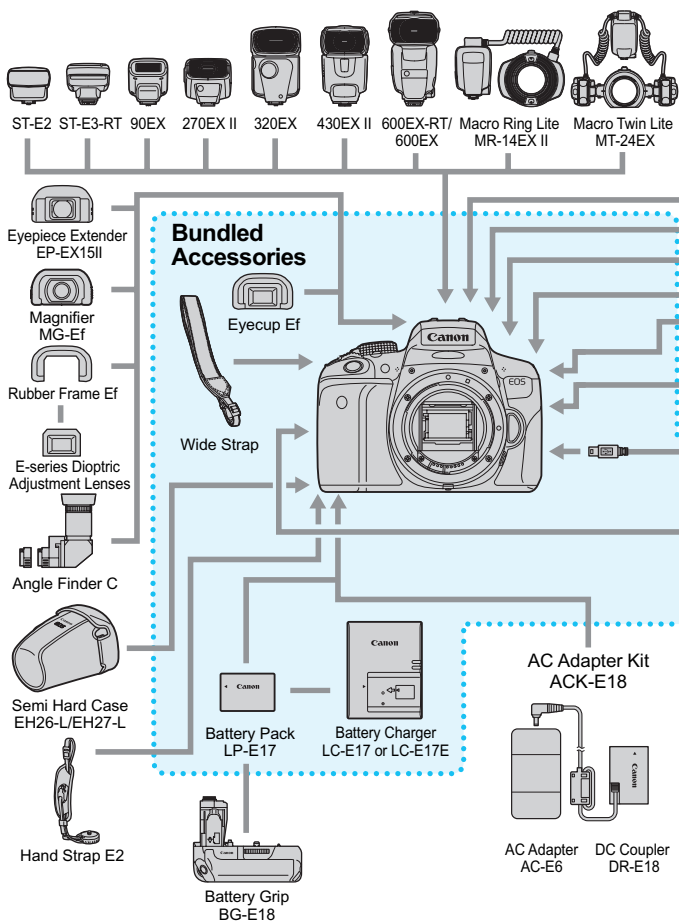 ST-E2
ST-E3-RT
90EX
270EX II
320EX
430EX II
600EX-RT/
600EX
Macro Ring Lite
MR-14EX II
Macro Twin Lite
MT-24EX
Eyepiece Extender
EP-EX15II
Magnifier
MG-Ef
Rubber Frame Ef
E-series Dioptric
Adjustment Lenses
Angle Finder C
Semi Hard Case
EH26-L/EH27-L
Hand Strap E2
Bundled
Accessories
Eyecup Ef
Wide Strap
Canon
EOS
Canon
Battery Pack
LP-E17
Canon
Battery Charger
LC-E17 or LC-E17E
Canon
Battery Grip
BG-E18
AC Adapter Kit
ACK-E18
Canon
AC Adapter
AC-E6
DC Coupler
DR-E18